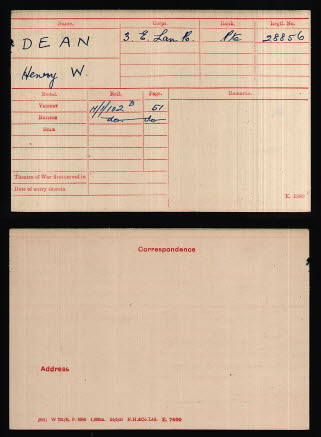 Name. Corps. Rank. Regtl. No.
DEAN 3. E. Lan R. Pte 28856
Henry W.
Medal. Roll. Page. Remarks.
Victory H/1/102 B 51
British do do
Star
Theatre of War first served in
Date of entry therein
K. 1380
Correspondence
Address